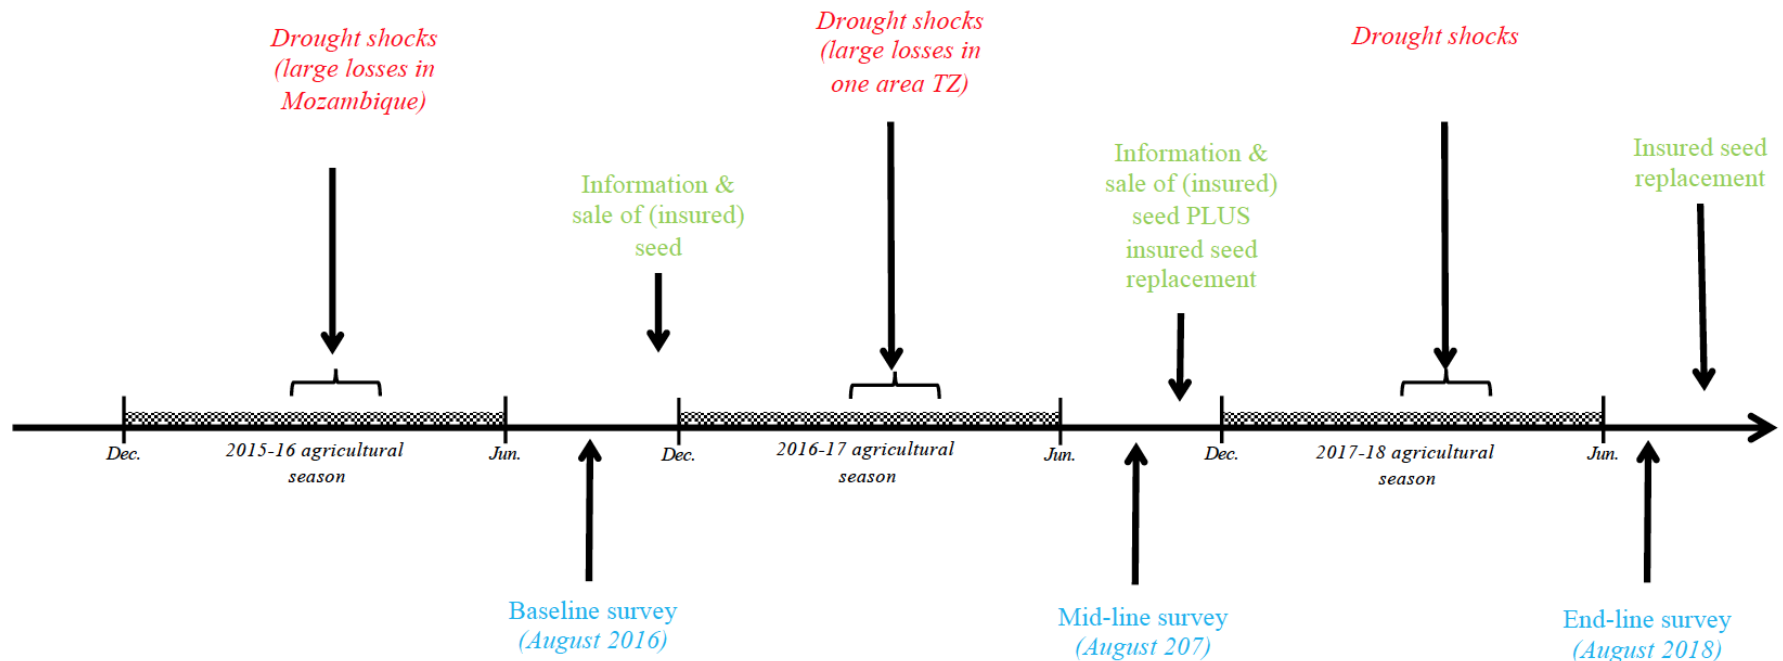 Drought shocks
(large losses in
Mozambique)
Drought shocks
(large losses in
one area TZ)
Drought shocks
Information &
sale of (insured)
seed
Information &
sale of (insured)
seed PLUS
insured seed
replacement
Insured seed
replacement
Dec.
2015-16 agricultural
season
Jun.
Dec.
2016-17 agricultural
season
Jun.
Dec.
2017-18 agricultural
season
Jun.
Baseline survey
(August 2016)
Mid-line survey
(August 207)
End-line survey
(August 2018)